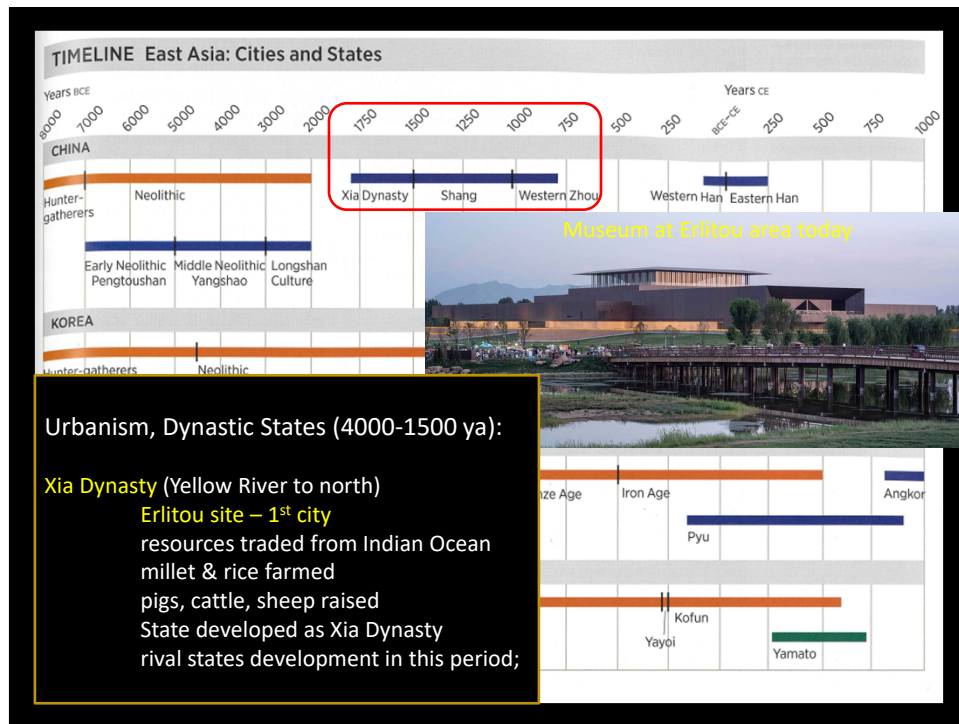 TIMELINE East Asia: Cities and States
Years BCE
Years CE
8000 7000 6000 5000 4000 3000 2000 1750 1500 1250 1000 750 500 250 BCE–CE 250 500 750 1000
CHINA
Hunter-
gatherers
Neolithic
Xia Dynasty
Shang
Western Zhou
Western Han
Eastern Han
Museum at Erlitou area today
Early Neolithic
Pengtoushan
Middle Neolithic
Yangshao
Longshan
Culture
KOREA
Hunter-gatherers
Neolithic
Urbanism, Dynastic States (4000-1500 ya):
Xia Dynasty (Yellow River to north)
Erlitou site – 1st city
resources traded from Indian Ocean
millet & rice farmed
pigs, cattle, sheep raised
State developed as Xia Dynasty
rival states development in this period;
nze Age
Iron Age
Angkor
Pyu
Kofun
Yayoi
Yamato